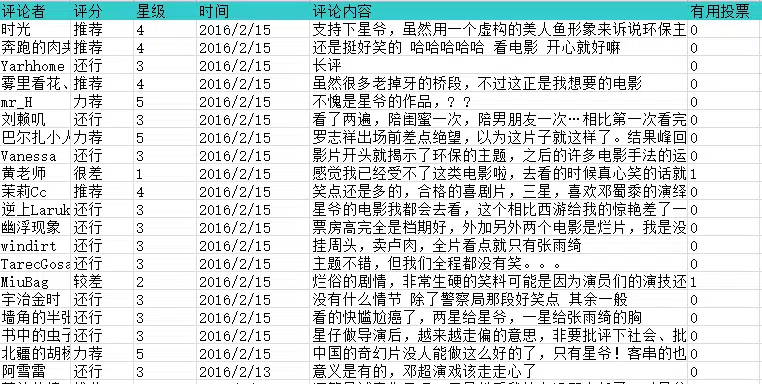 评论者 评分 星级 时间 评论内容 有用投票
时光 推荐 4 2016/2/15 支持下星爷，虽然用一个虚构的美人鱼形象来诉说环保主 0
奔跑的肉夹 推荐 4 2016/2/15 还是挺好笑的 哈哈哈哈哈哈 看电影 开心就好嘛 0
Yarhhome 还行 3 2016/2/15 长评 0
雾里看花、 推荐 4 2016/2/15 虽然很多老掉牙的桥段，不过这正是我想要的电影 0
mr_H 力荐 5 2016/2/15 不愧是星爷的作品，？？ 0
刘赖叽 还行 3 2016/2/15 看了两遍，陪闺蜜一次，陪男朋友一次…相比第一次看完 0
巴尔扎小人 力荐 5 2016/2/15 罗志祥出场前差点绝望，以为这片子就这样了。结果峰回 0
Vanessa 还行 3 2016/2/15 影片开头就揭示了环保的主题，之后的许多电影手法的运 0
黄老师 很差 1 2016/2/15 感觉我已经受不了这类电影啦，去看的时候真心笑的话就 1
茉莉Cc 推荐 4 2016/2/15 笑点还是多的，合格的喜剧片，三星，喜欢邓蜀黍的演绎 0
逆上Laruk 还行 3 2016/2/15 星爷的电影我都会去看，这个相比西游给我的惊艳差了一 0
幽浮现象 还行 3 2016/2/15 票房高完全是档期好，外加另外两个电影是烂片，我是没 0
windirt 还行 3 2016/2/15 挂周头，卖卤肉，全片看点就只有张雨绮 0
TarecGosa 还行 3 2016/2/15 主题不错，但我们全程都没有笑。。。 0
MiuBag 较差 2 2016/2/15 烂俗的剧情，非常生硬的笑料可能是因为演员们的演技还 1
宇治金时 还行 3 2016/2/15 没有什么情节 除了警察局那段好笑点 其余一般 0
墙角的半张 还行 3 2016/2/15 看的快尴尬癌了，两星给星爷，一星给张雨绮的胸 0
书中的虫子 还行 3 2016/2/15 星仔做导演后，越来越走偏的意思，非要批评下社会、批 0
北疆的胡杨 力荐 5 2016/2/15 中国的奇幻片没人能做这么好的了，只有星爷！客串的也 0
阿雪雷 还行 3 2016/2/13 意义是有的，邓超演戏该走走心了 0